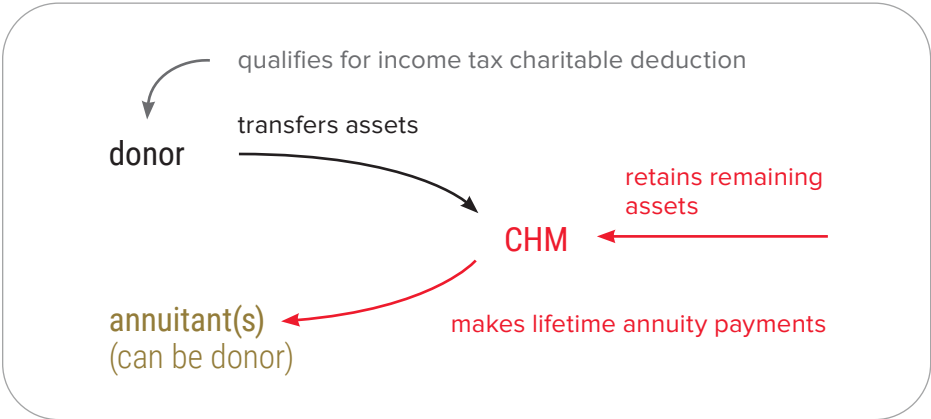 qualifies for income tax charitable deduction
transfers assets
donor
retains remaining
assets
CHM
annuitant(s)
(can be donor)
makes lifetime annuity payments